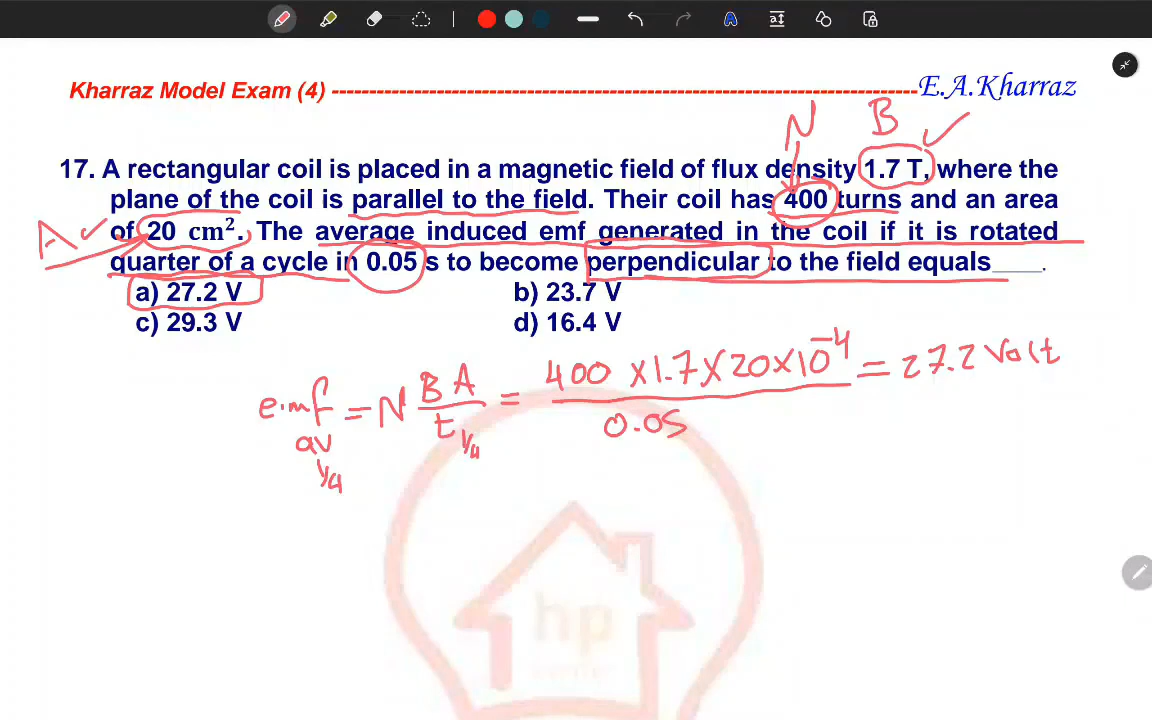 Kharraz Model Exam (4) ---------------------------------------------------------------------------------E.A.Kharraz
N B
17. A rectangular coil is placed in a magnetic field of flux density 1.7 T, where the
plane of the coil is parallel to the field. Their coil has 400 turns and an area
A of 20 cm². The average induced emf generated in the coil if it is rotated
quarter of a cycle in 0.05 s to become perpendicular to the field equals____.
a) 27.2 V b) 23.7 V
c) 29.3 V d) 16.4 V
e.mf av 1/4 = N BA / t 1/4 = 400 × 1.7 × 20 × 10^-4 / 0.05 = 27.2 Volt
hp